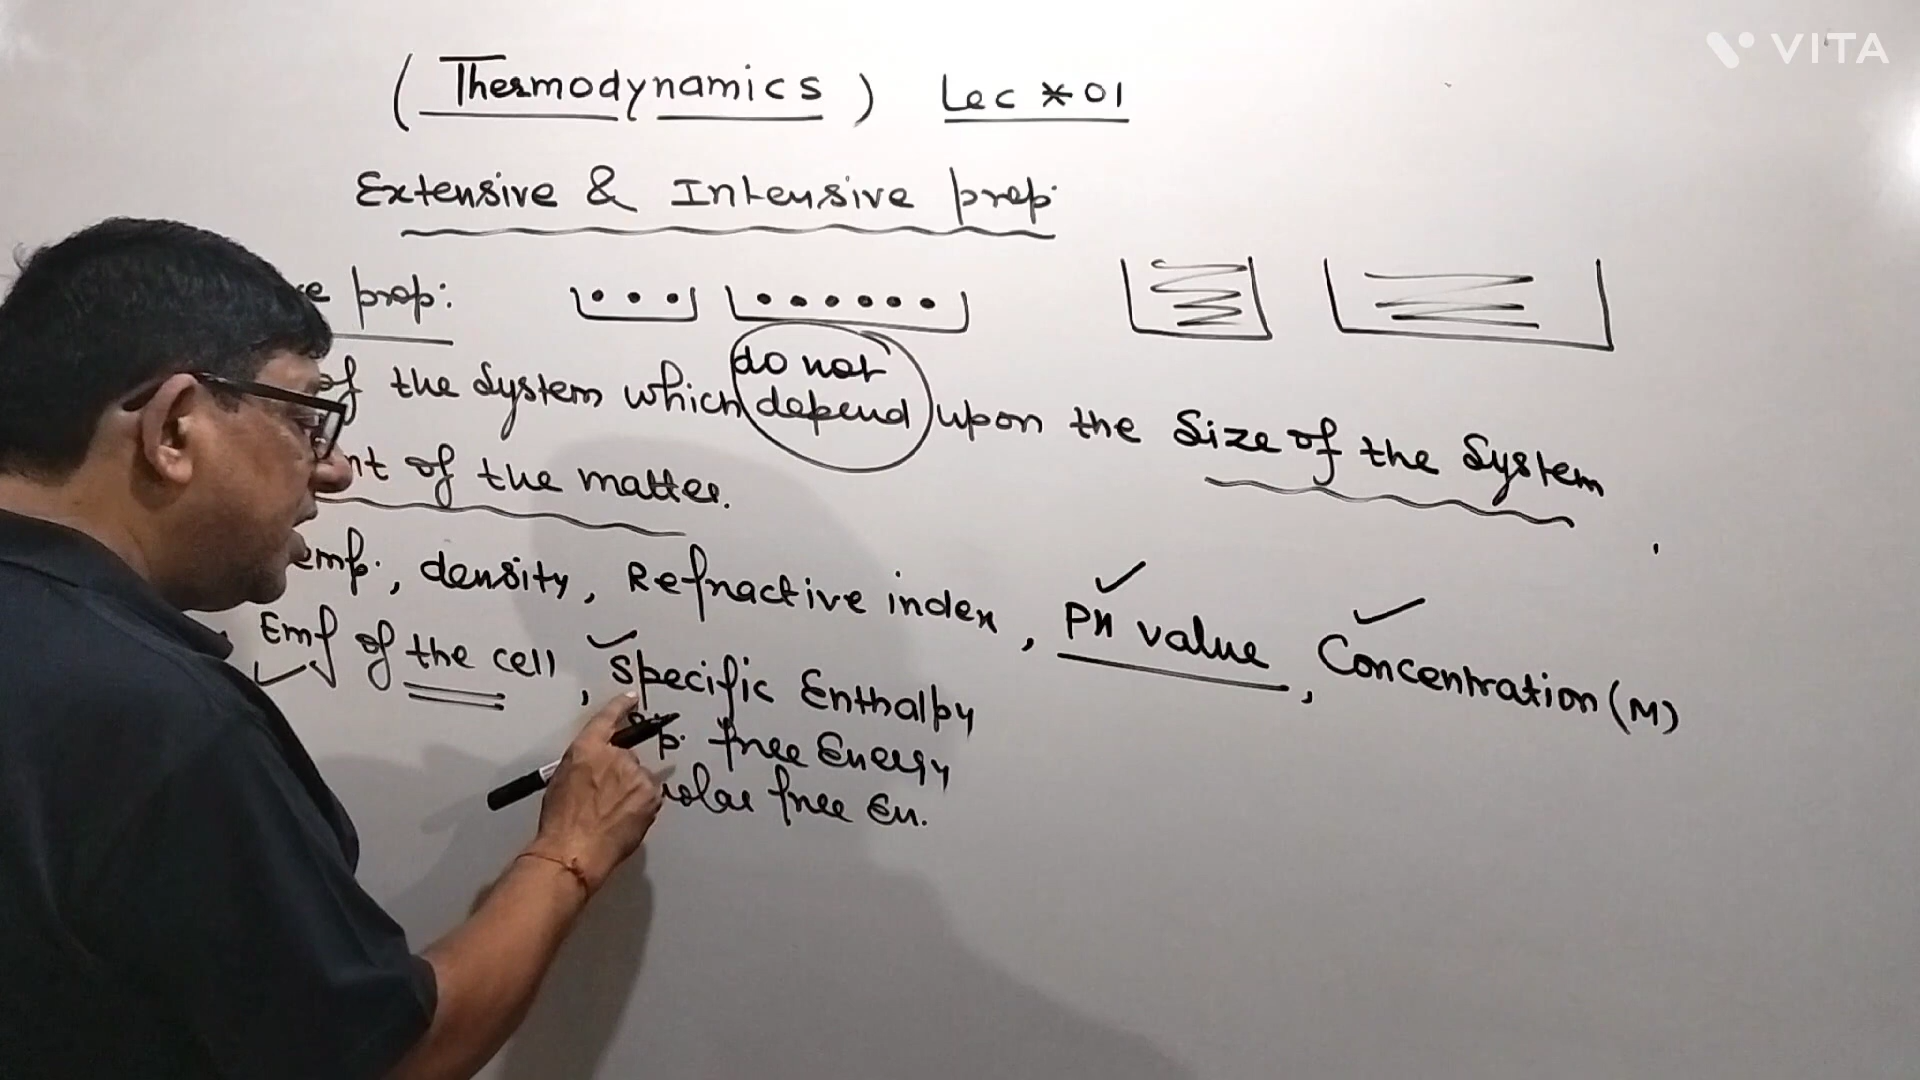 VITA
( Thermodynamics ) Lec * 01
Extensive & Intensive prop.
prop:
do not
of the System which depend upon the Size of the System
of the matter.
density, Refractive index, PH value, Concentration (M)
Emf of the cell, Specific Enthalpy
free Energy
free En.